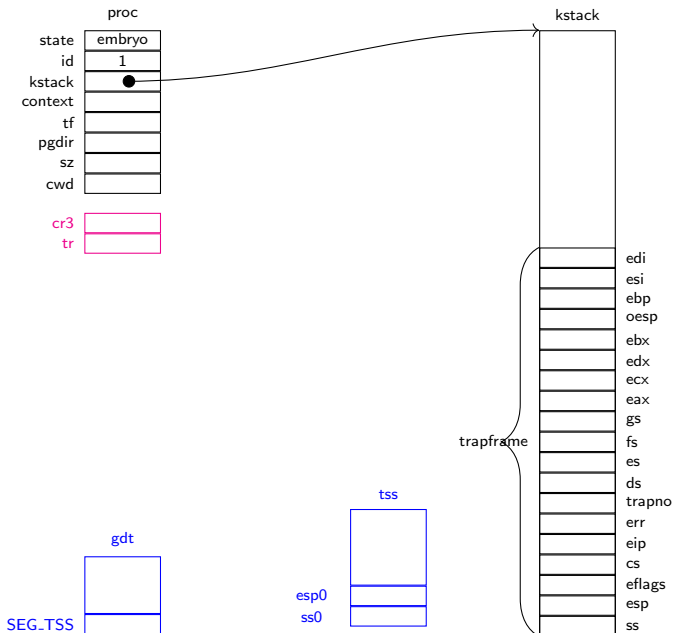 proc
state embryo
id 1
kstack
context
tf
pgdir
sz
cwd
cr3
tr
kstack
edi
esi
ebp
oesp
ebx
edx
ecx
eax
gs
fs
es
ds
trapno
err
eip
cs
eflags
esp
ss
trapframe
tss
esp0
ss0
gdt
SEG_TSS